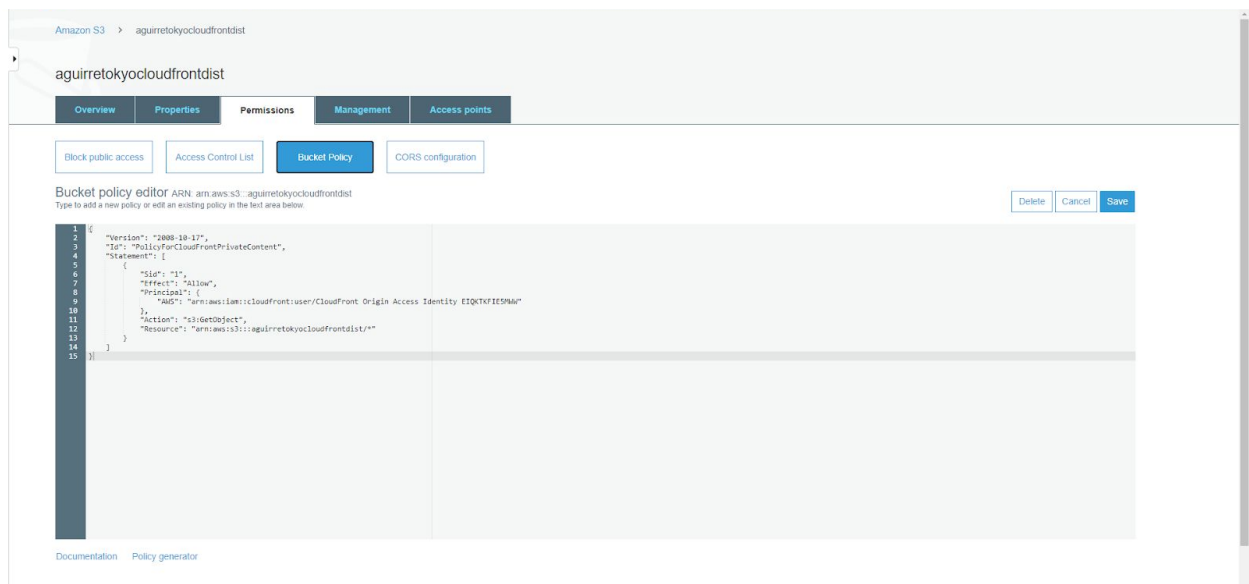 Amazon S3 > aguirretokyocloudfrontdist
aguirretokyocloudfrontdist
Overview Properties Permissions Management Access points
Block public access Access Control List Bucket Policy CORS configuration
Bucket policy editor ARN: arn:aws:s3:::aguirretokyocloudfrontdist
Type to add a new policy or edit an existing policy in the text area below.
Delete Cancel Save
1 {
2 "Version": "2008-10-17",
3 "Id": "PolicyForCloudFrontPrivateContent",
4 "Statement": [
5 {
6 "Sid": "1",
7 "Effect": "Allow",
8 "Principal": {
9 "AWS": "arn:aws:iam::cloudfront:user/CloudFront Origin Access Identity EIQKTKFIE5MWW"
10 },
11 "Action": "s3:GetObject",
12 "Resource": "arn:aws:s3:::aguirretokyocloudfrontdist/*"
13 }
14 ]
15 }
Documentation Policy generator